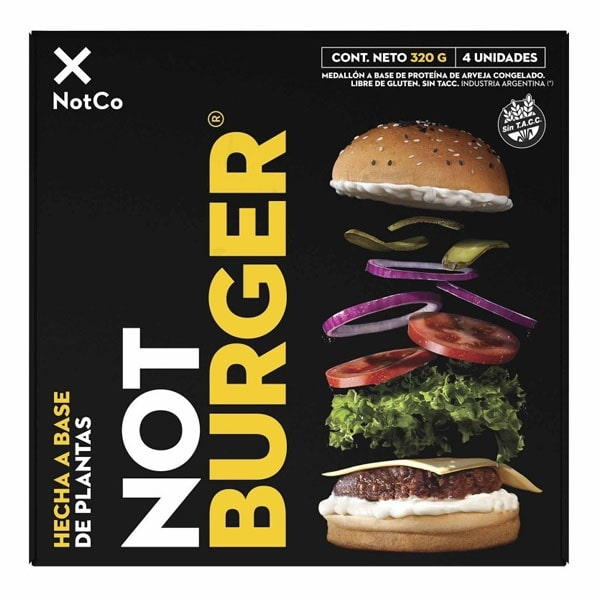 NotCo
CONT. NETO 320 G | 4 UNIDADES
MEDALLÓN A BASE DE PROTEÍNA DE ARVEJA CONGELADO.
LIBRE DE GLUTEN. SIN TACC. INDUSTRIA ARGENTINA (*)
Sin T.A.C.C.
HECHA A BASE
DE PLANTAS
NOT
BURGER®